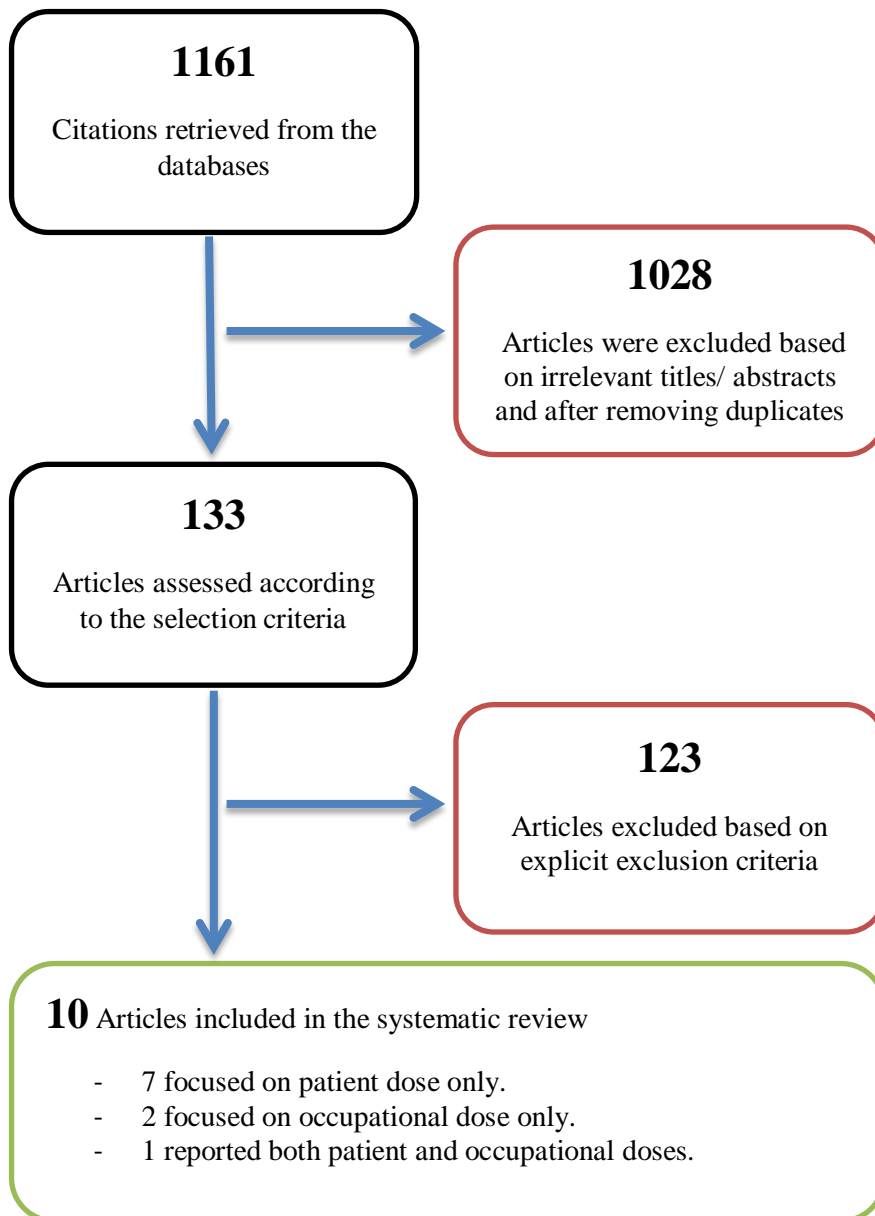 1161
Citations retrieved from the
databases
1028
Articles were excluded based
on irrelevant titles/ abstracts
and after removing duplicates
133
Articles assessed according
to the selection criteria
123
Articles excluded based on
explicit exclusion criteria
10 Articles included in the systematic review
- 7 focused on patient dose only.
- 2 focused on occupational dose only.
- 1 reported both patient and occupational doses.